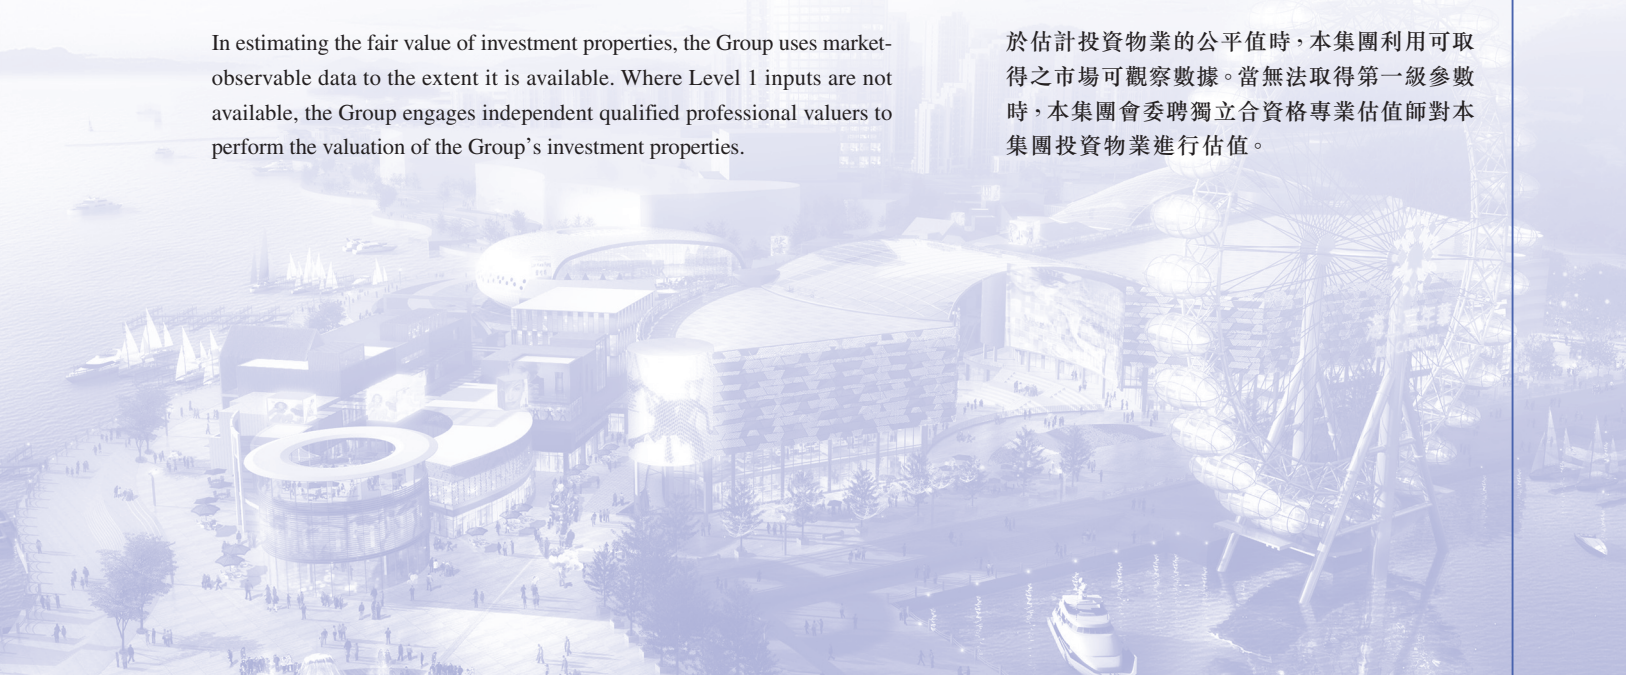 In estimating the fair value of investment properties, the Group uses market-
observable data to the extent it is available. Where Level 1 inputs are not
available, the Group engages independent qualified professional valuers to
perform the valuation of the Group’s investment properties.
於估計投資物業的公平值時，本集團利用可取
得之市場可觀察數據。當無法取得第一級參數
時，本集團會委聘獨立合資格專業估值師對本
集團投資物業進行估值。